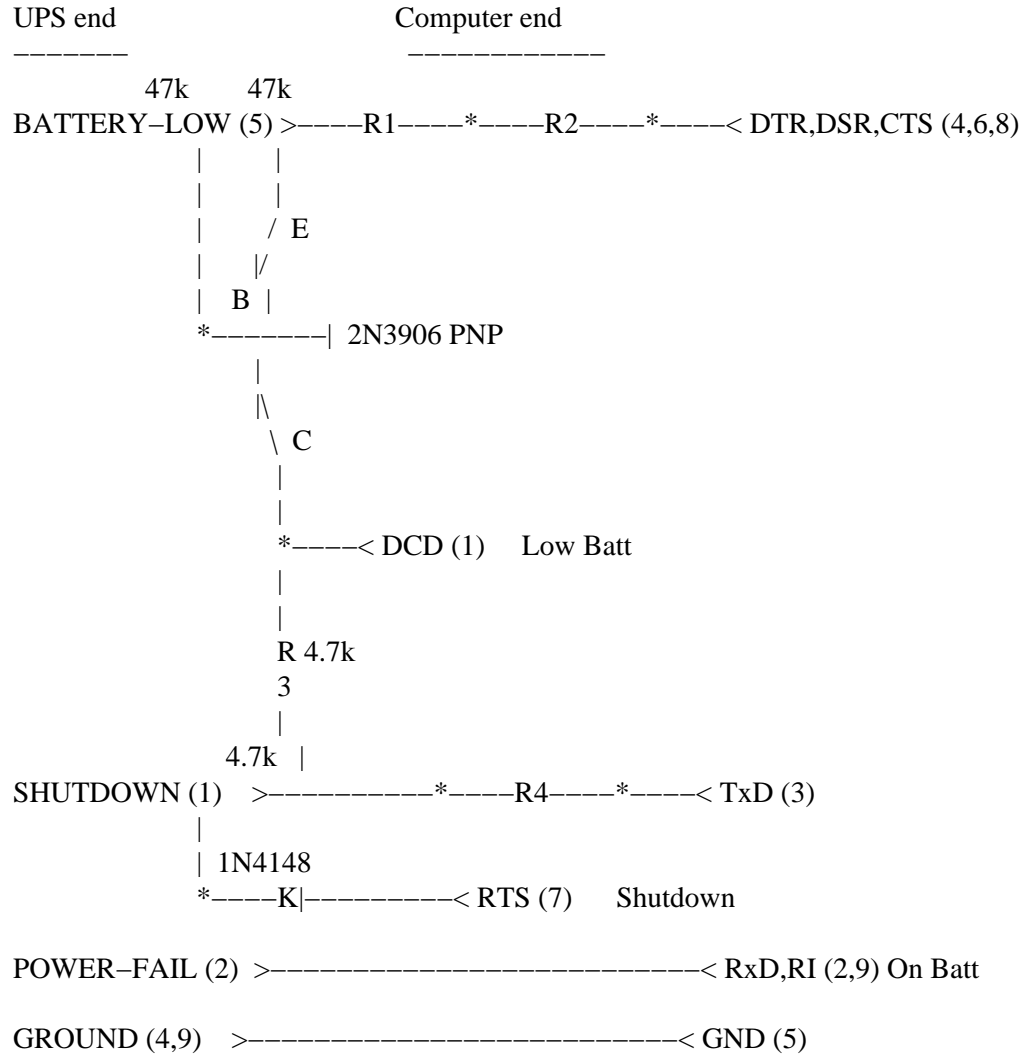 UPS end Computer end
−−−−−−− −−−−−−−−−−−−
47k 47k
BATTERY−LOW (5) >−−−−R1−−−−*−−−−R2−−−−*−−−−< DTR,DSR,CTS (4,6,8)
| |
| |
| / E
| |/
| B |
*−−−−−−−| 2N3906 PNP
|
|\
\ C
|
|
*−−−−< DCD (1) Low Batt
|
|
R 4.7k
3
|
4.7k |
SHUTDOWN (1) >−−−−−−−−−−*−−−−R4−−−−*−−−−< TxD (3)
|
| 1N4148
*−−−−K|−−−−−−−−−< RTS (7) Shutdown
POWER−FAIL (2) >−−−−−−−−−−−−−−−−−−−−−−−−−−< RxD,RI (2,9) On Batt
GROUND (4,9) >−−−−−−−−−−−−−−−−−−−−−−−−−−< GND (5)